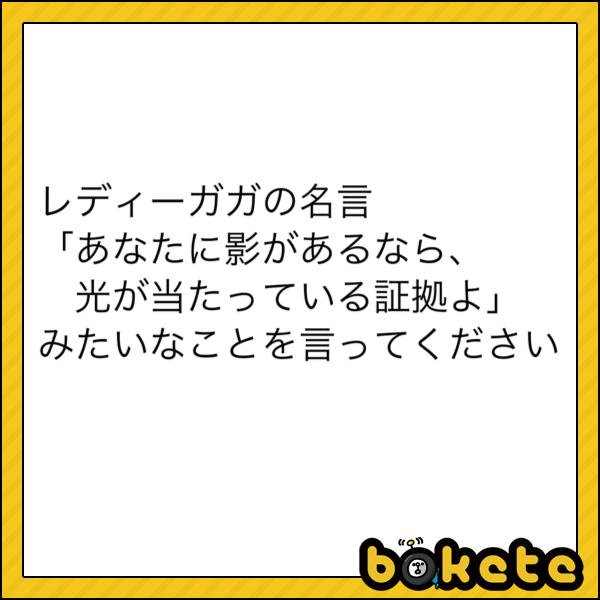 レディーガガの名言
「あなたに影があるなら、
光が当たっている証拠よ」
みたいなことを言ってください
bokete